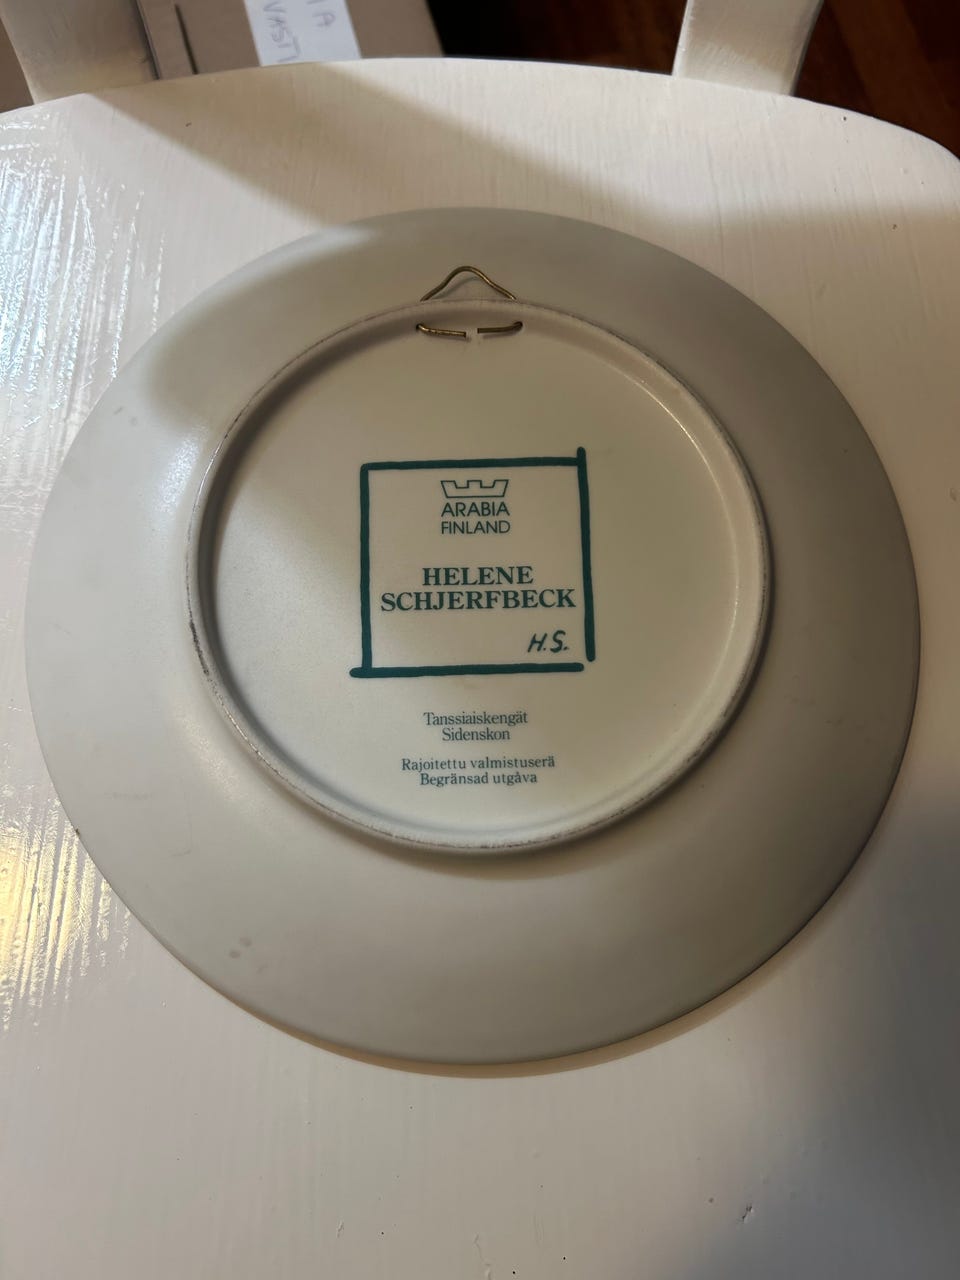 ARABIA
FINLAND
HELENE
SCHJERFBECK
H.S.
Tanssiaiskengät
Sidenskon
Rajoitettu valmistuserä
Begränsad utgåva